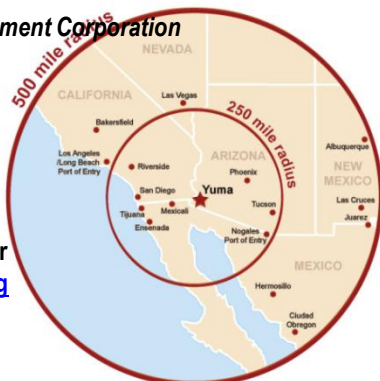 ment Corporation
500 mile radius
NEVADA
CALIFORNIA
Las Vegas
250 mile radius
Bakersfield
Los Angeles
/Long Beach
Port of Entry
Riverside
ARIZONA
Phoenix
Albuquerque
NEW
MEXICO
San Diego
Yuma
Tijuana
Mexicali
Tucson
Las Cruces
Juarez
Ensenada
Nogales
Port of Entry
r
g
MEXICO
Hermosillo
Ciudad
Obregon